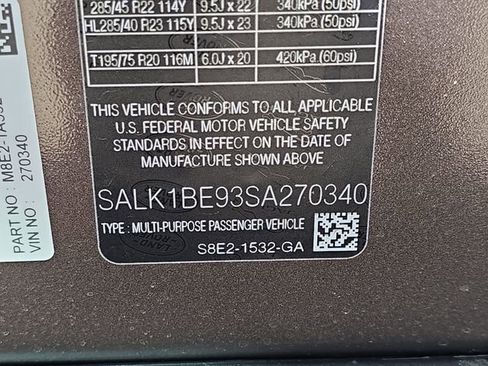 285/45 R22 114Y 9.5J x 22 340kPa (50psi)
HL285/40 R23 115Y 9.5J x 23 340kPa (50psi)
T195/75 R20 116M 6.0J x 20 420kPa (60psi)
THIS VEHICLE CONFORMS TO ALL APPLICABLE
U.S. FEDERAL MOTOR VEHICLE SAFETY
STANDARDS IN EFFECT ON THE DATE OF
MANUFACTURE SHOWN ABOVE
SALK1BE93SA270340
TYPE : MULTI-PURPOSE PASSENGER VEHICLE
S8E2-1532-GA
PART NO : M8E2-1A532
VIN NO : 270340
LAND-
ROVER